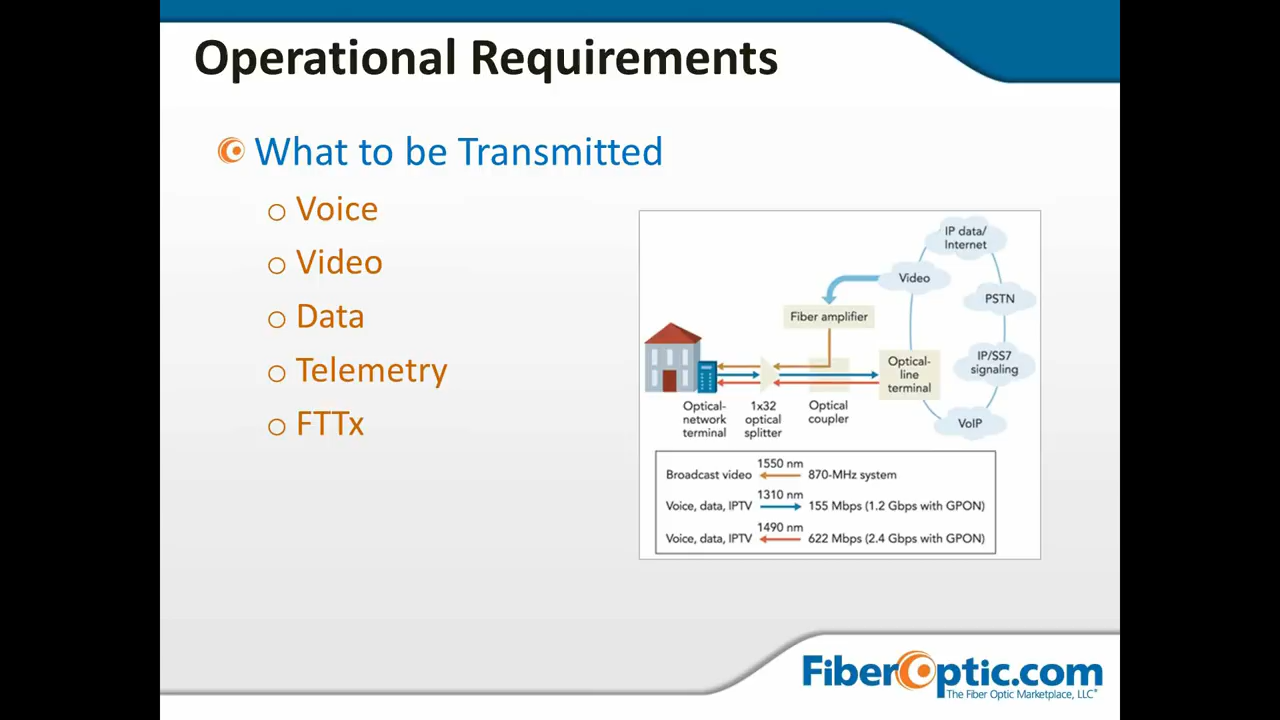 Operational Requirements
What to be Transmitted
Voice
Video
Data
Telemetry
FTTx
IP data/
Internet
Video
PSTN
Fiber amplifier
IP/SS7
signaling
Optical-
line
terminal
VoIP
Optical-
network
terminal
1x32
optical
splitter
Optical
coupler
1550 nm
Broadcast video 870-MHz system
1310 nm
Voice, data, IPTV 155 Mbps (1.2 Gbps with GPON)
1490 nm
Voice, data, IPTV 622 Mbps (2.4 Gbps with GPON)
FiberOptic.com
The Fiber Optic Marketplace, LLC®